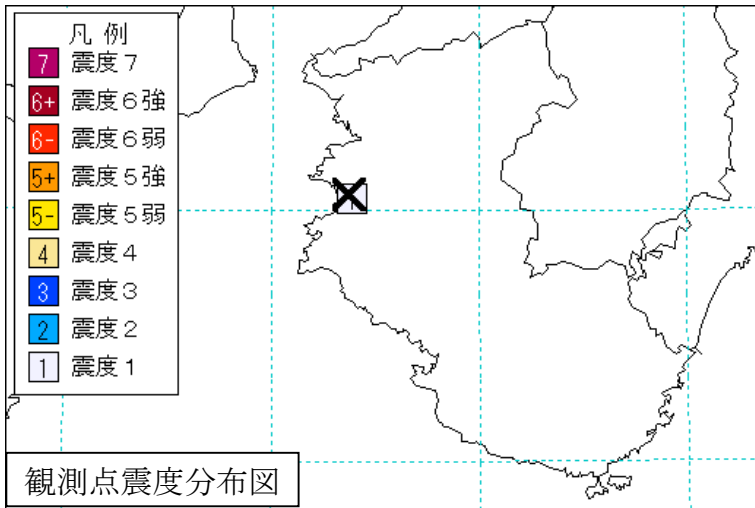 凡例
7 震度７
6+ 震度６強
6- 震度６弱
5+ 震度５強
5- 震度５弱
4 震度４
3 震度３
2 震度２
1 震度１
1
観測点震度分布図